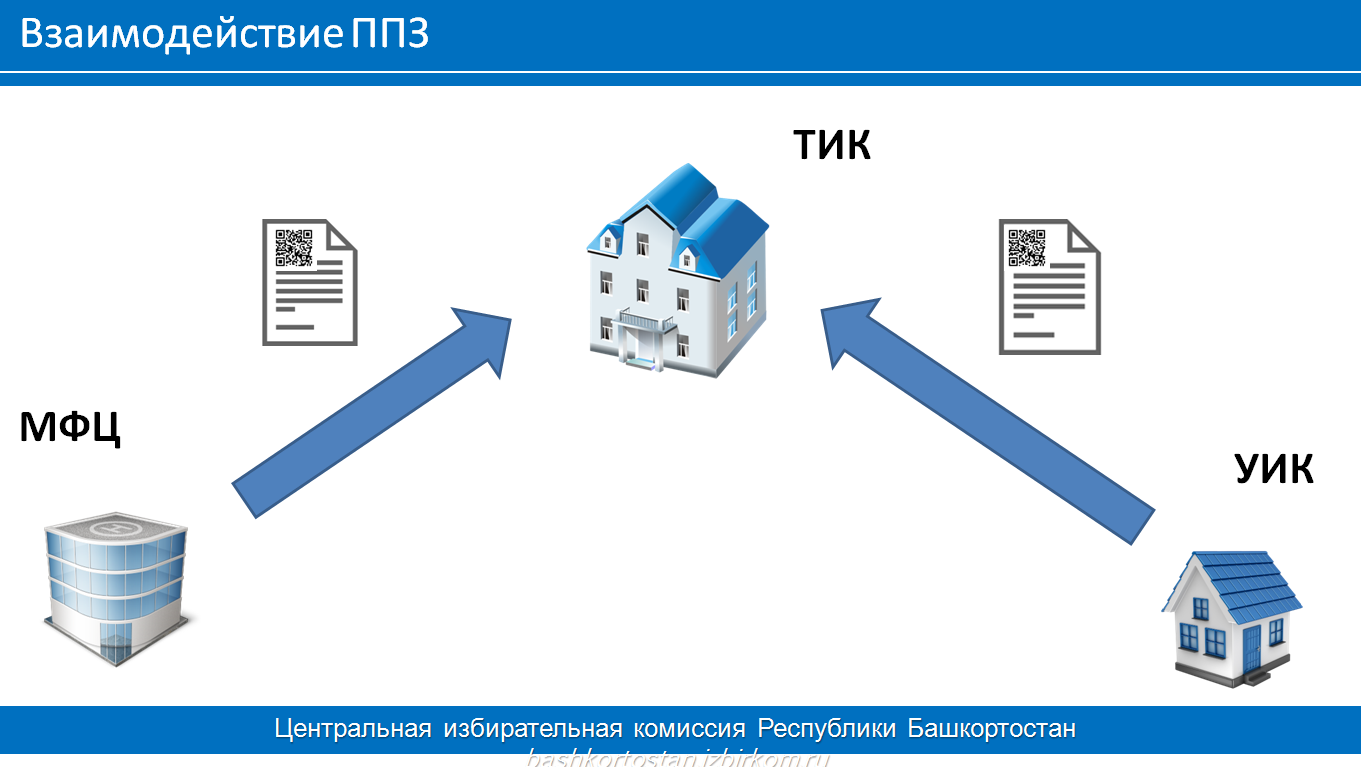 Взаимодействие ППЗ
ТИК
МФЦ
УИК
Центральная избирательная комиссия Республики Башкортостан
bashkortostan.izbirkom.ru